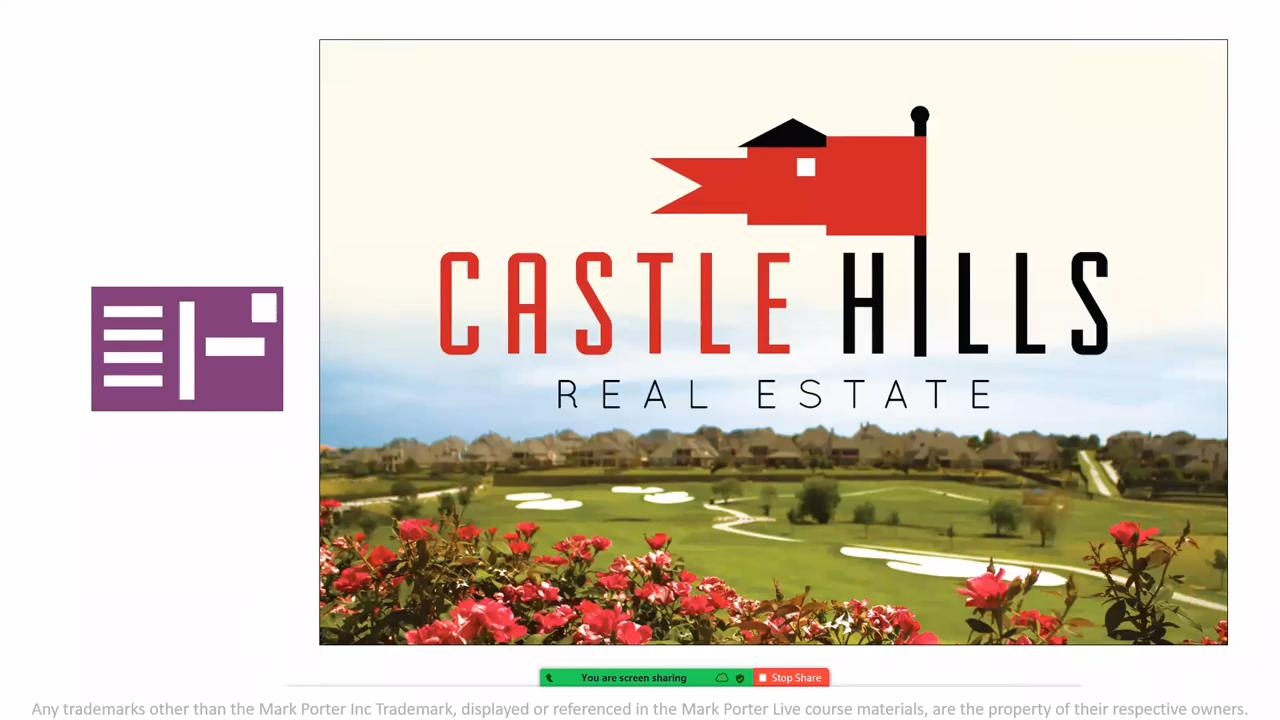 CASTLE HILLS
REAL ESTATE
You are screen sharing
Stop Share
Any trademarks other than the Mark Porter Inc Trademark, displayed or referenced in the Mark Porter Live course materials, are the property of their respective owners.